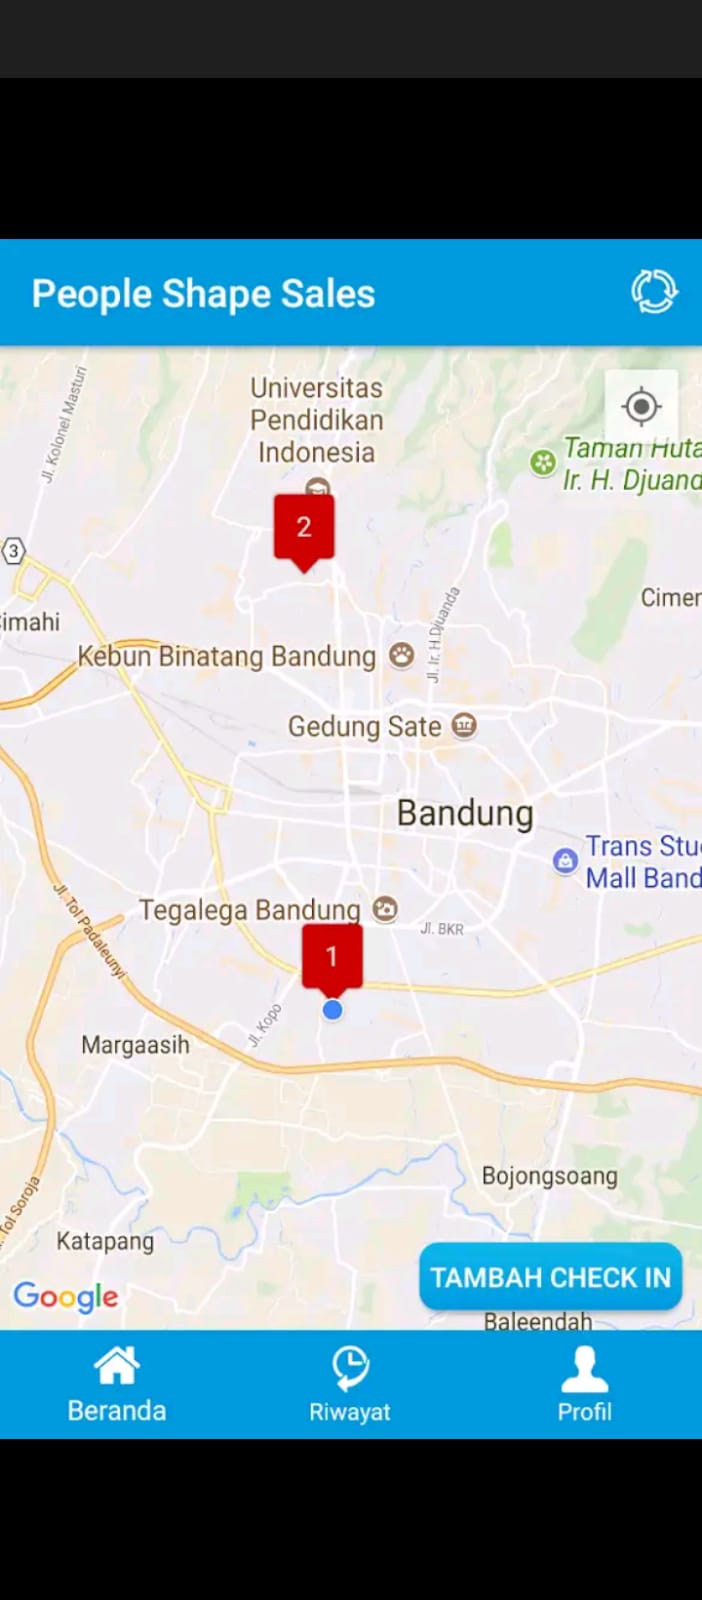 People Shape Sales
Jl. Kolonel Masturi
Universitas
Pendidikan
Indonesia
Taman Huta
Ir. H. Djuand
2
3
Jl. Ir. H.Djuanda
Cimer
imahi
Kebun Binatang Bandung
Gedung Sate
Bandung
Trans Stu
Mall Band
Tegalega Bandung
Jl. BKR
Jl. Tol Padaleunyi
1
Jl. Kopo
Margaasih
Bojongsoang
Tol Soroja
Katapang
TAMBAH CHECK IN
Google
Baleendah
Beranda
Riwayat
Profil